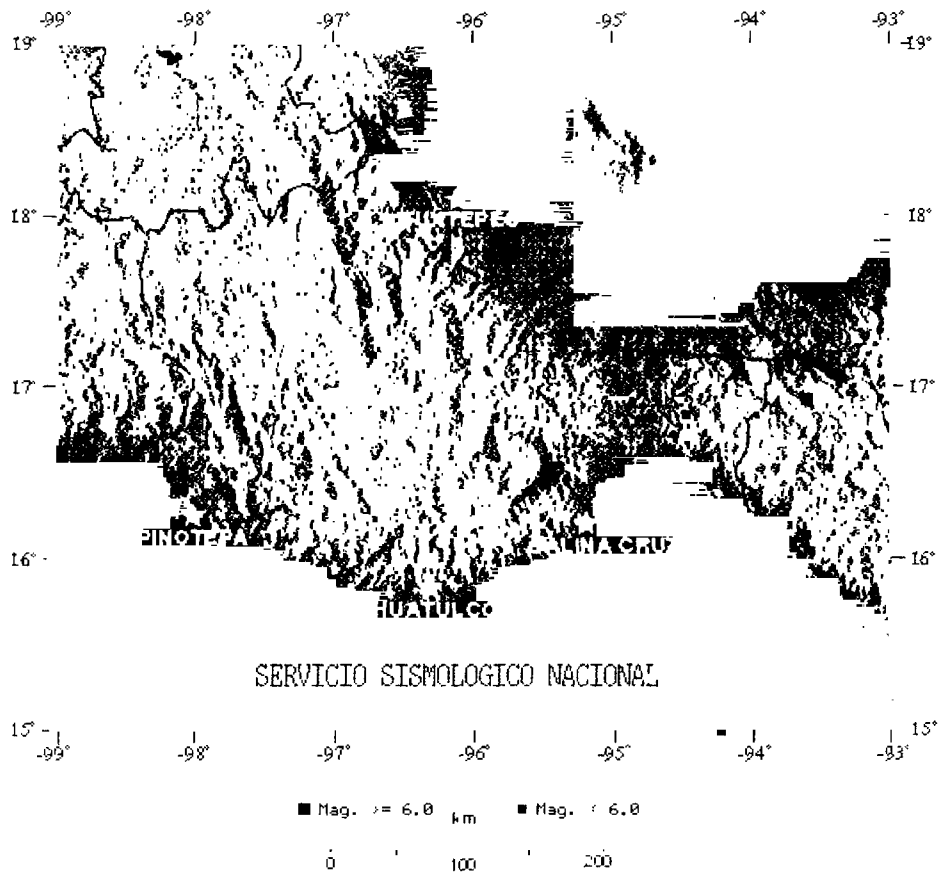 -99° -98° -97° -96° -95° -94° -93°
19° 19°
18° 18°
17° 17°
PINOTEPA
16° 16°
HUATULCO
SERVICIO SISMOLOGICO NACIONAL
15° 15°
-99° -98° -97° -96° -95° -94° -93°
Mag. >= 6.0 km Mag. < 6.0
0 100 200